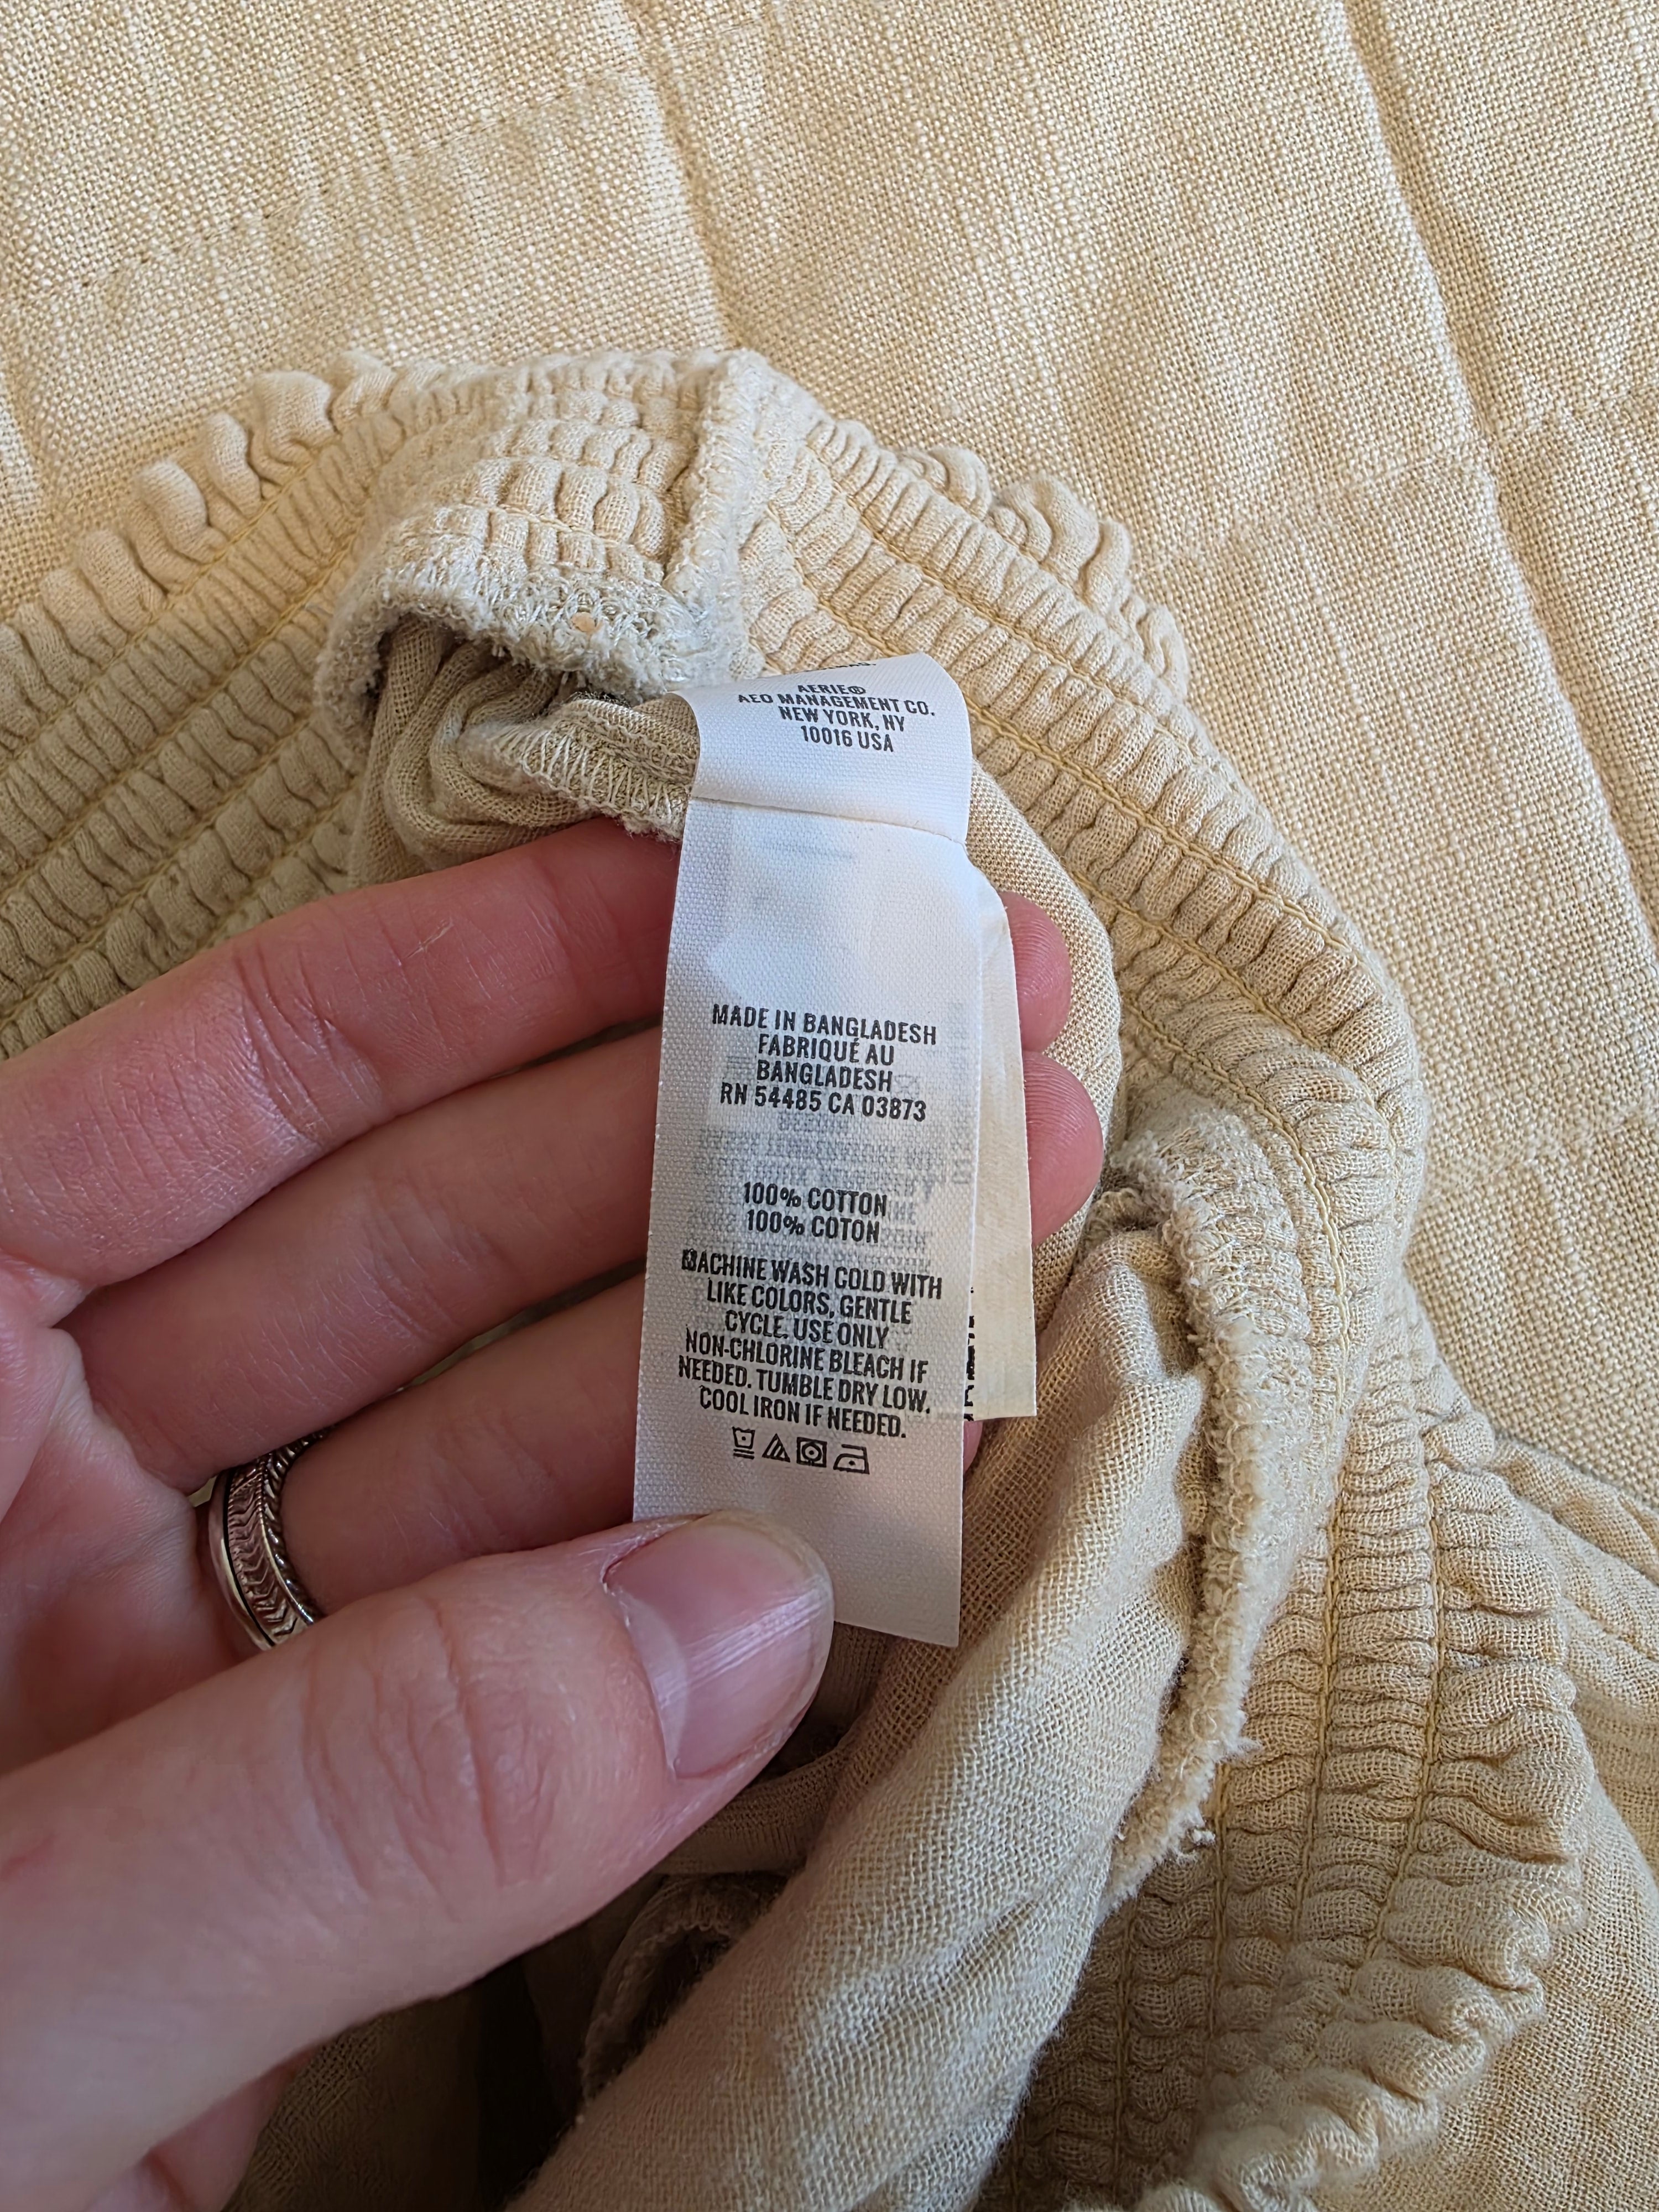 AERIE®
AEO MANAGEMENT CO.
NEW YORK, NY
10016 USA
MADE IN BANGLADESH
FABRIQUÉ AU
BANGLADESH
RN 54485 CA 03873
100% COTTON
100% COTON
MACHINE WASH COLD WITH
LIKE COLORS, GENTLE
CYCLE. USE ONLY
NON-CHLORINE BLEACH IF
NEEDED. TUMBLE DRY LOW.
COOL IRON IF NEEDED.